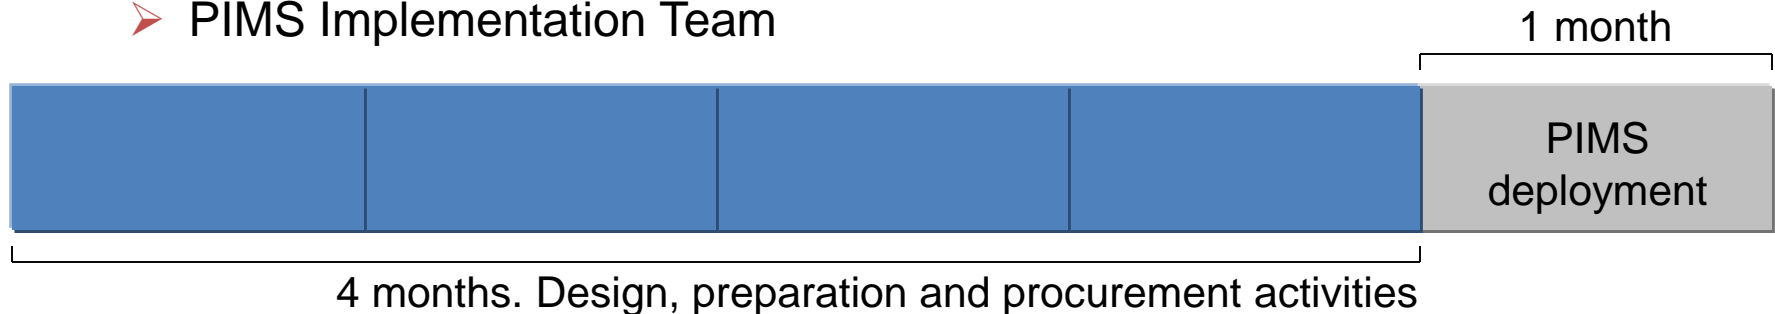 PIMS Implementation Team
1 month
PIMS
deployment
4 months. Design, preparation and procurement activities